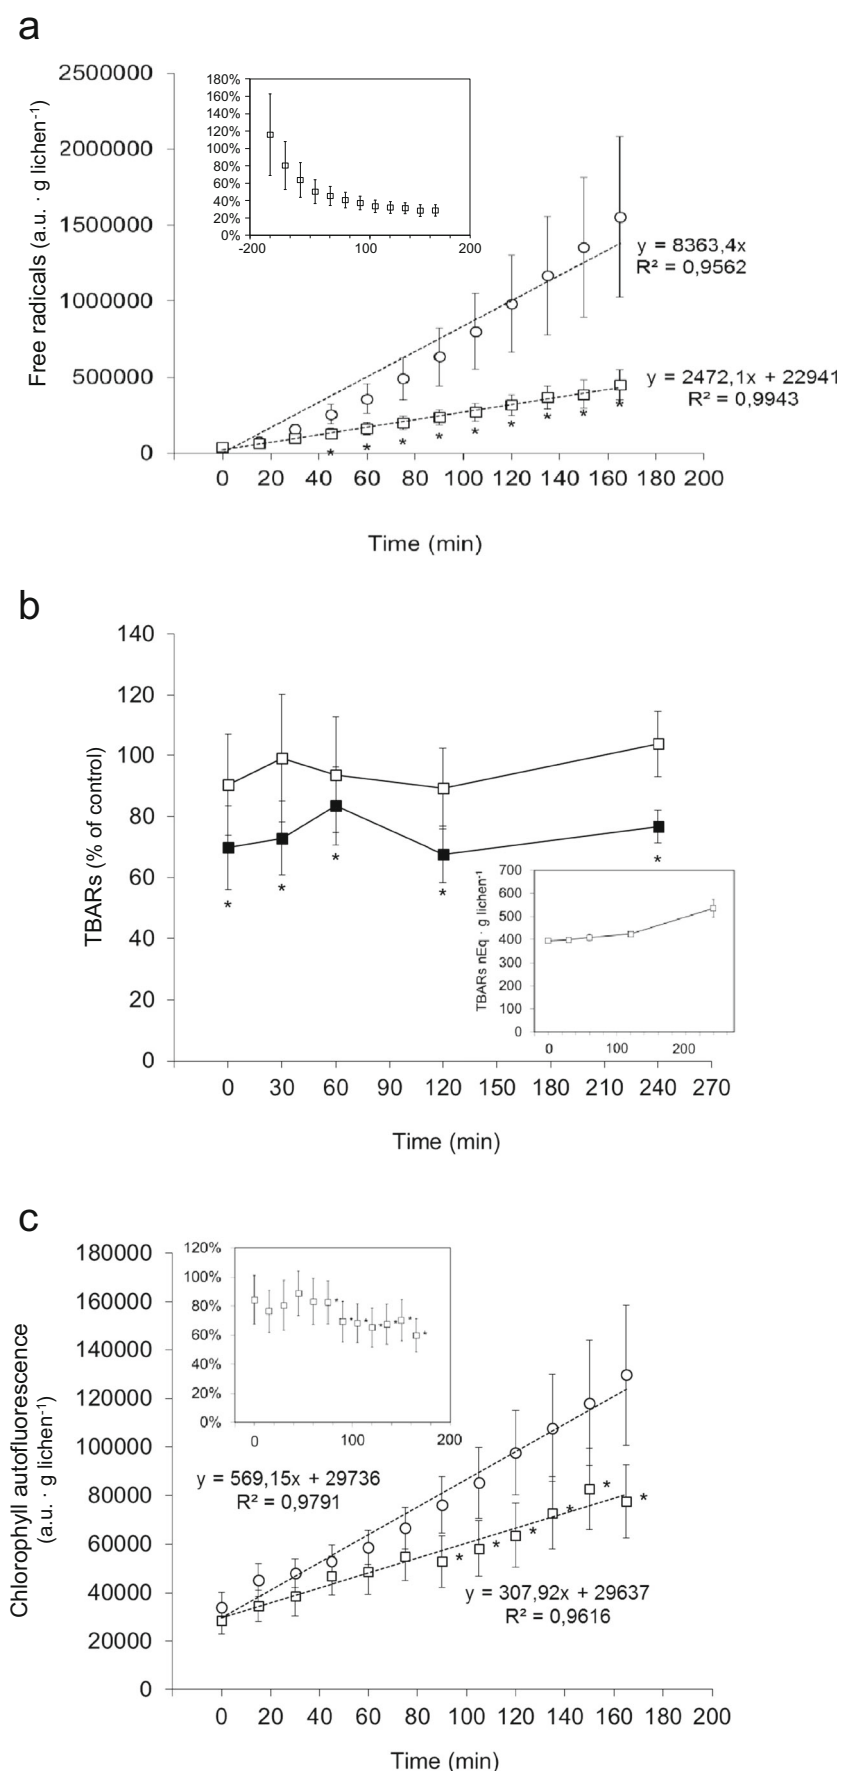 a
Free radicals (a.u. · g lichen⁻¹)
2500000
2000000
1500000
1000000
500000
0
180%
160%
140%
120%
100%
80%
60%
40%
20%
0%
-200 100 200
y = 8363,4x
R² = 0,9562
y = 2472,1x + 22941
R² = 0,9943
* * * * * * * * *
0 20 40 60 80 100 120 140 160 180 200
Time (min)
b
TBARs (% of control)
140
120
100
80
60
40
20
0
* * * * *
TBARs nEq · g lichen⁻¹
700
600
500
400
300
200
100
0
0 100 200
0 30 60 90 120 150 180 210 240 270
Time (min)
c
Chlorophyll autofluorescence
(a.u. · g lichen⁻¹)
180000
160000
140000
120000
100000
80000
60000
40000
20000
0
120%
100%
80%
60%
40%
20%
0%
* * * * * * *
0 100 200
y = 569,15x + 29736
R² = 0,9791
* * * * * *
y = 307,92x + 29637
R² = 0,9616
0 20 40 60 80 100 120 140 160 180 200
Time (min)